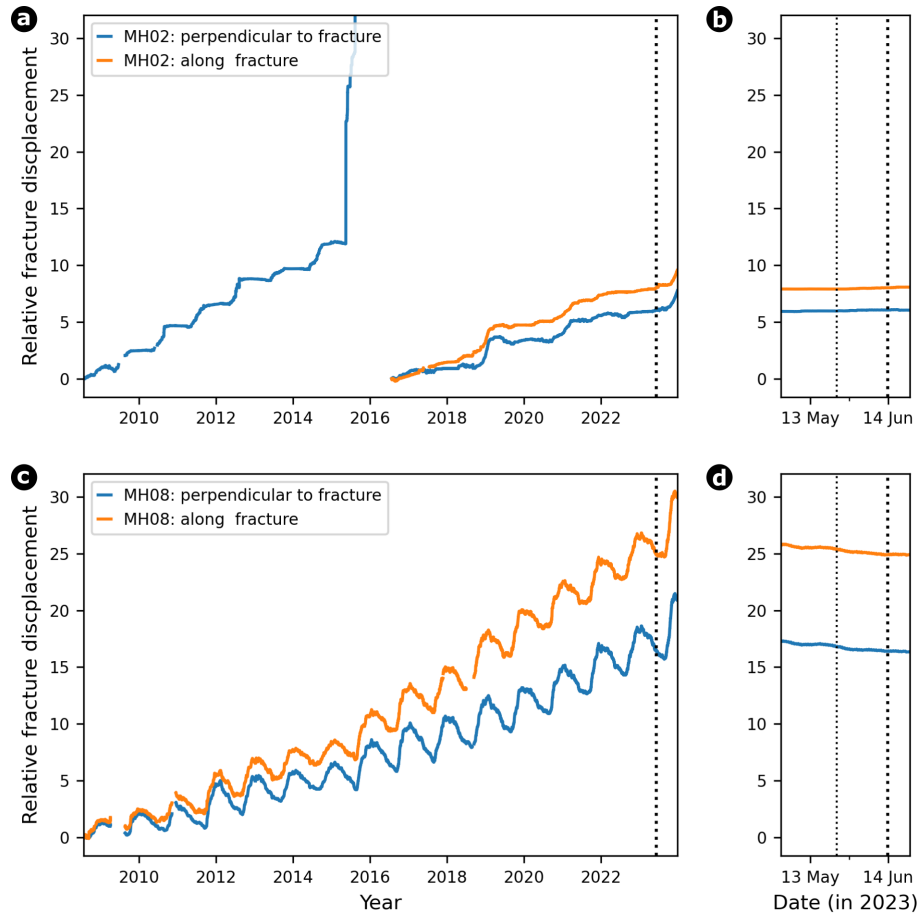 a
Relative fracture discplacement
30
25
20
15
10
5
0
MH02: perpendicular to fracture
MH02: along  fracture
2010 2012 2014 2016 2018 2020 2022
b
30
25
20
15
10
5
0
13 May 14 Jun
c
Relative fracture discplacement
30
25
20
15
10
5
0
MH08: perpendicular to fracture
MH08: along  fracture
2010 2012 2014 2016 2018 2020 2022
Year
d
30
25
20
15
10
5
0
13 May 14 Jun
Date (in 2023)